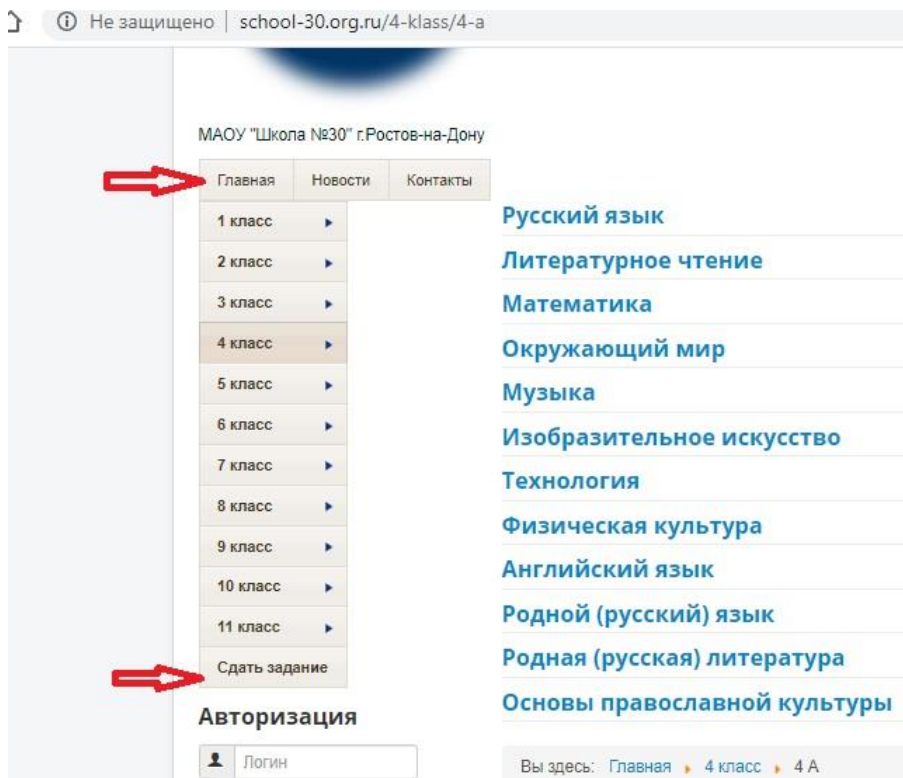 Не защищено school-30.org.ru/4-klass/4-a
МАОУ "Школа №30" г.Ростов-на-Дону
Главная Новости Контакты
1 класс
2 класс
3 класс
4 класс
5 класс
6 класс
7 класс
8 класс
9 класс
10 класс
11 класс
Сдать задание
Авторизация
Логин
Русский язык
Литературное чтение
Математика
Окружающий мир
Музыка
Изобразительное искусство
Технология
Физическая культура
Английский язык
Родной (русский) язык
Родная (русская) литература
Основы православной культуры
Вы здесь: Главная 4 класс 4 А